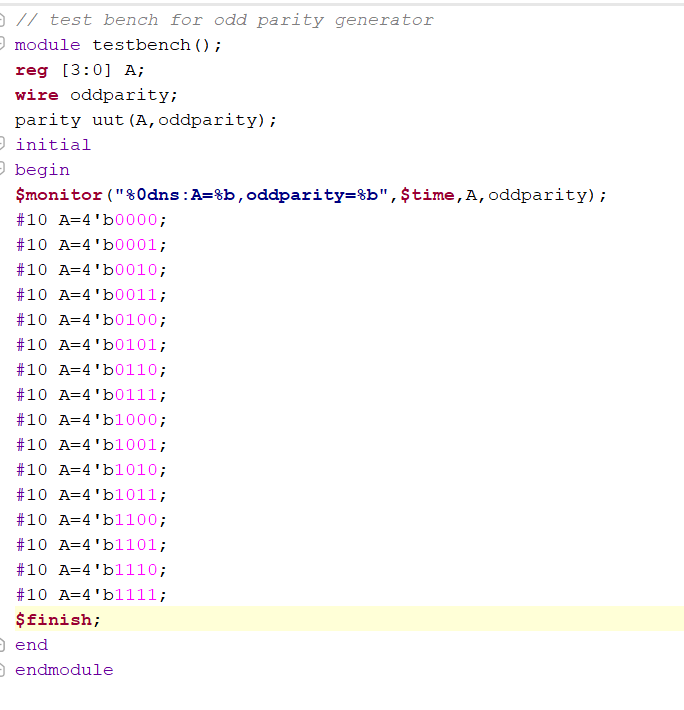 // test bench for odd parity generator
module testbench();
reg [3:0] A;
wire oddparity;
parity uut(A,oddparity);
initial
begin
$monitor("%0dns:A=%b,oddparity=%b",$time,A,oddparity);
#10 A=4'b0000;
#10 A=4'b0001;
#10 A=4'b0010;
#10 A=4'b0011;
#10 A=4'b0100;
#10 A=4'b0101;
#10 A=4'b0110;
#10 A=4'b0111;
#10 A=4'b1000;
#10 A=4'b1001;
#10 A=4'b1010;
#10 A=4'b1011;
#10 A=4'b1100;
#10 A=4'b1101;
#10 A=4'b1110;
#10 A=4'b1111;
$finish;
end
endmodule